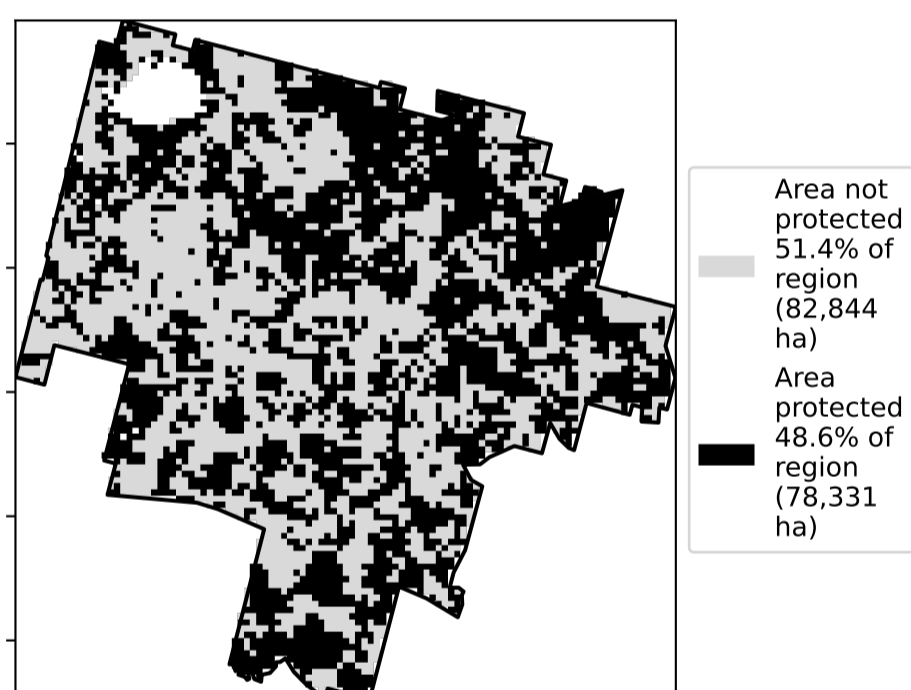 Area not
protected
51.4% of
region
(82,844
ha)
Area
protected
48.6% of
region
(78,331
ha)